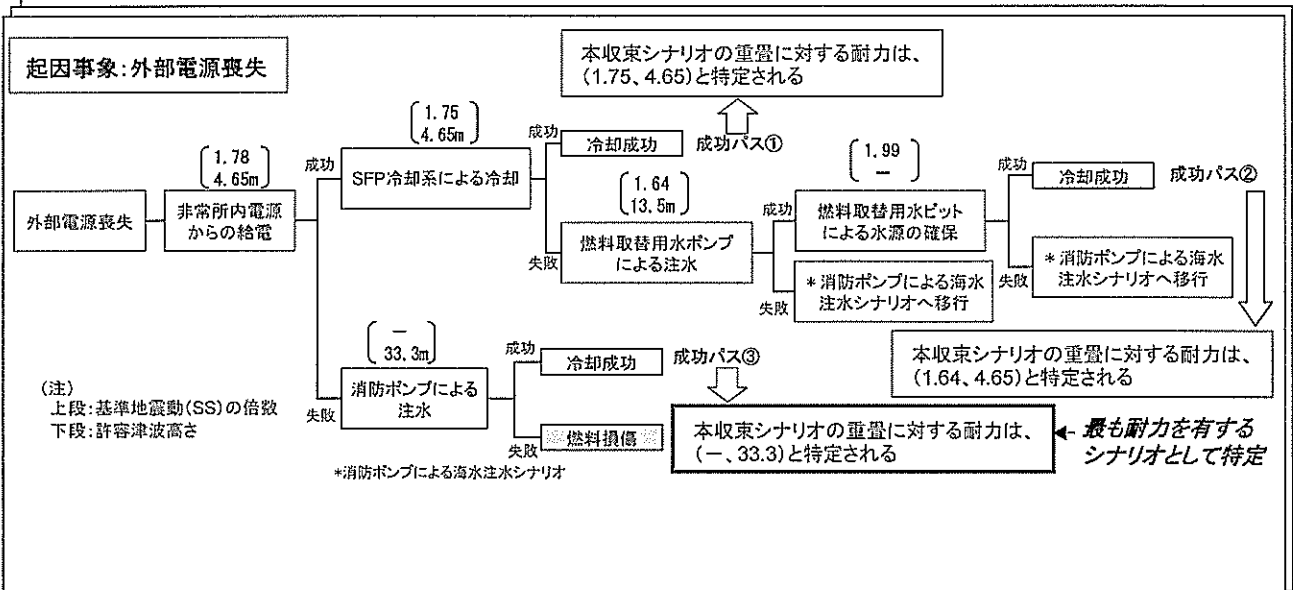 起因事象:外部電源喪失
本収束シナリオの重畳に対する耐力は、
(1.75、4.65)と特定される
1.75
4.65m
成功
冷却成功
成功パス①
1.78
4.65m
成功
SFP冷却系による冷却
1.99
―
成功
冷却成功
成功パス②
外部電源喪失
非常所内電源
からの給電
1.64
13.5m
成功
燃料取替用水ピット
による水源の確保
失敗
燃料取替用水ポンプ
による注水
失敗
*消防ポンプによる海水
注水シナリオへ移行
失敗
*消防ポンプによる海水
注水シナリオへ移行
―
33.3m
成功
冷却成功
成功パス③
本収束シナリオの重畳に対する耐力は、
(1.64、4.65)と特定される
(注)
上段:基準地震動(SS)の倍数
下段:許容津波高さ
失敗
消防ポンプによる
注水
失敗
燃料損傷
本収束シナリオの重畳に対する耐力は、
(―、33.3)と特定される
最も耐力を有する
シナリオとして特定
*消防ポンプによる海水注水シナリオ